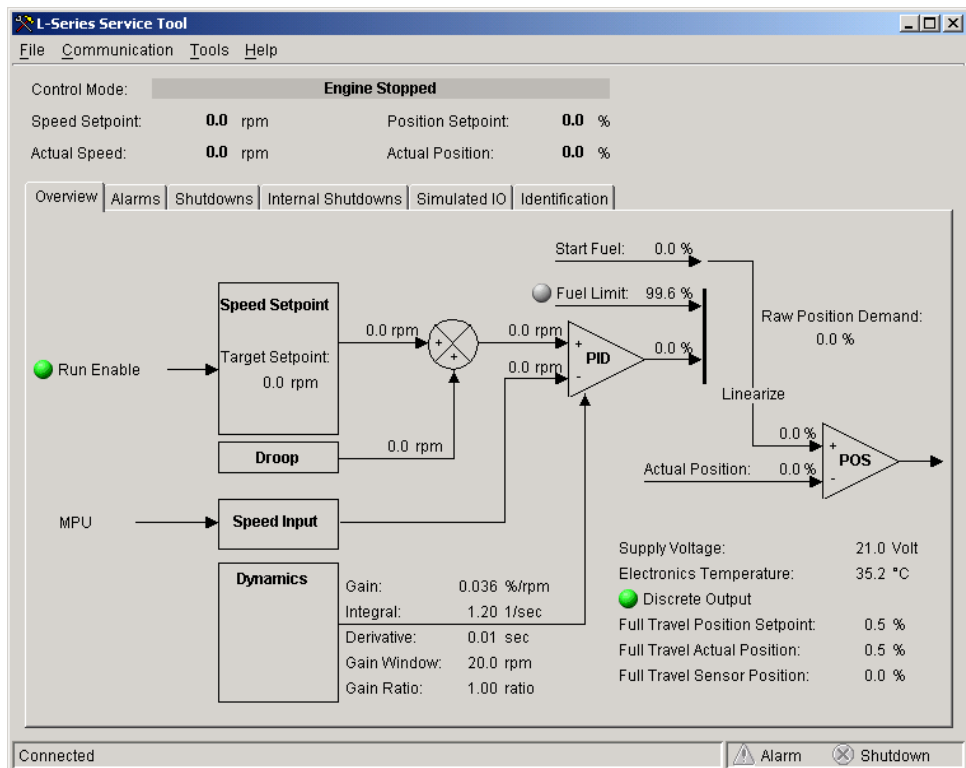 L-Series Service Tool
File Communication Tools Help
Control Mode: Engine Stopped
Speed Setpoint: 0.0 rpm Position Setpoint: 0.0 %
Actual Speed: 0.0 rpm Actual Position: 0.0 %
Overview Alarms Shutdowns Internal Shutdowns Simulated IO Identification
Start Fuel: 0.0 %
Fuel Limit: 99.6 %
Speed Setpoint
Raw Position Demand:
0.0 %
0.0 rpm
0.0 rpm
+
+
+
-
PID
0.0 %
Target Setpoint:
0.0 rpm
Run Enable
0.0 rpm
Linearize
Droop
0.0 rpm
0.0 %
+
-
POS
Actual Position: 0.0 %
MPU
Speed Input
Dynamics
Gain: 0.036 %/rpm
Integral: 1.20 1/sec
Derivative: 0.01 sec
Gain Window: 20.0 rpm
Gain Ratio: 1.00 ratio
Supply Voltage: 21.0 Volt
Electronics Temperature: 35.2 °C
Discrete Output
Full Travel Position Setpoint: 0.5 %
Full Travel Actual Position: 0.5 %
Full Travel Sensor Position: 0.0 %
Connected
Alarm Shutdown